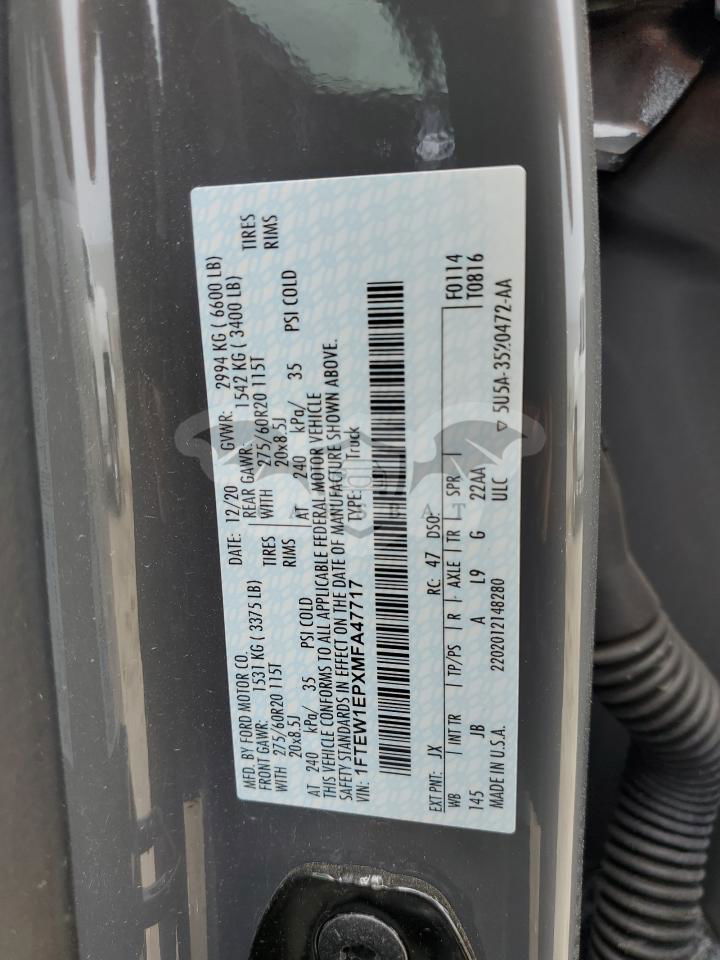 MFD. BY FORD MOTOR CO. DATE: 12/20 GVWR: 2994 KG ( 6600 LB)
FRONT GAWR: 1531 KG ( 3375 LB) REAR GAWR: 1542 KG ( 3400 LB)
WITH 275/60R20 115T TIRES WITH 275/60R20 115T TIRES
20x8.5J RIMS 20x8.5J RIMS
AT 240 kPa/ 35 PSI COLD AT 240 kPa/ 35 PSI COLD
THIS VEHICLE CONFORMS TO ALL APPLICABLE FEDERAL MOTOR VEHICLE
SAFETY STANDARDS IN EFFECT ON THE DATE OF MANUFACTURE SHOWN ABOVE.
VIN: 1FTEW1EPXMFA47717 TYPE: Truck
EXT PNT: JX RC: 47 DSO: F0114
WB INT TR TP/PS R AXLE TR SPR T0816
145 JB A L9 G 22AA
2202012148280 ULC
MADE IN U.S.A. 5U5A-3520472-AA